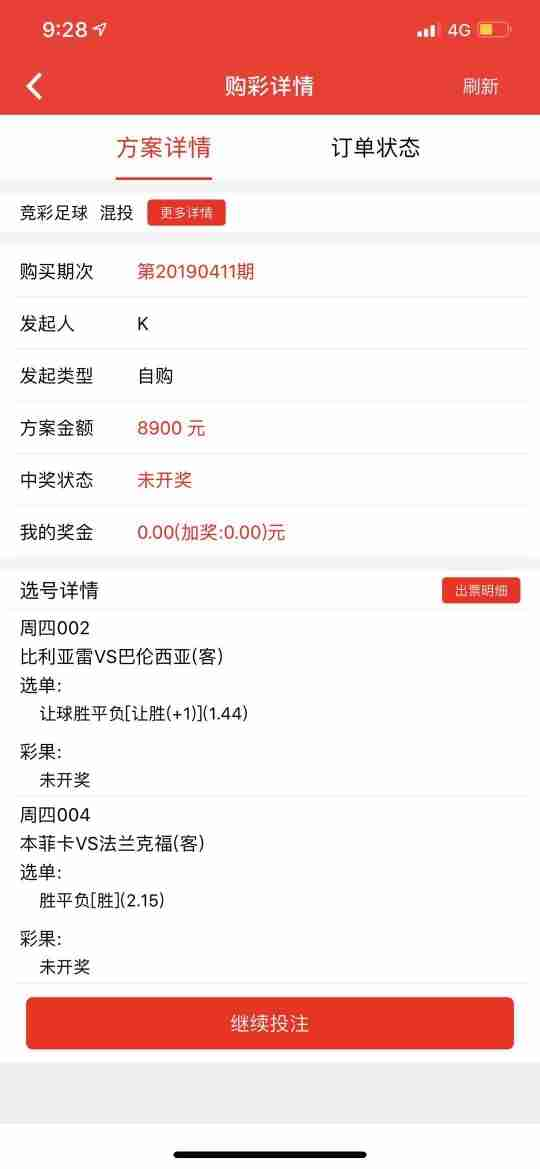 9:28 4G
购彩详情 刷新
方案详情 订单状态
竞彩足球 混投 更多详情
购买期次 第20190411期
发起人 K
发起类型 自购
方案金额 8900 元
中奖状态 未开奖
我的奖金 0.00(加奖:0.00)元
选号详情 出票明细
周四002
比利亚雷VS巴伦西亚(客)
选单:
让球胜平负[让胜(+1)](1.44)
彩果:
未开奖
周四004
本菲卡VS法兰克福(客)
选单:
胜平负[胜](2.15)
彩果:
未开奖
继续投注